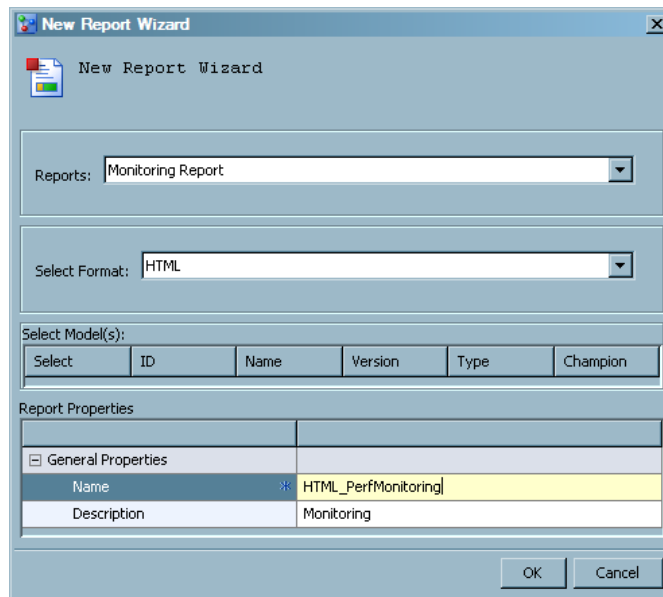 New Report Wizard
New Report Wizard
Reports: Monitoring Report
Select Format: HTML
Select Model(s):
Select ID Name Version Type Champion
Report Properties
General Properties
Name * HTML_PerfMonitoring
Description Monitoring
OK Cancel